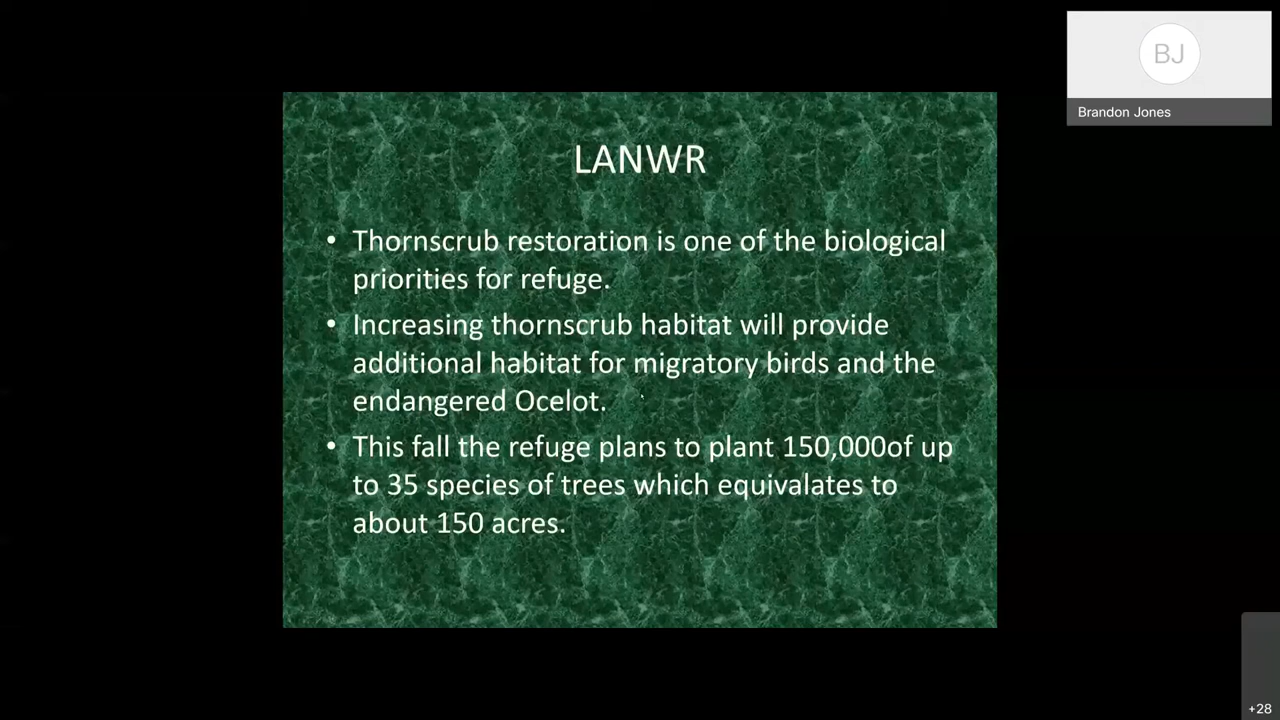 BJ
Brandon Jones
LANWR
• Thornscrub restoration is one of the biological
priorities for refuge.
• Increasing thornscrub habitat will provide
additional habitat for migratory birds and the
endangered Ocelot.
• This fall the refuge plans to plant 150,000of up
to 35 species of trees which equivalates to
about 150 acres.
+28